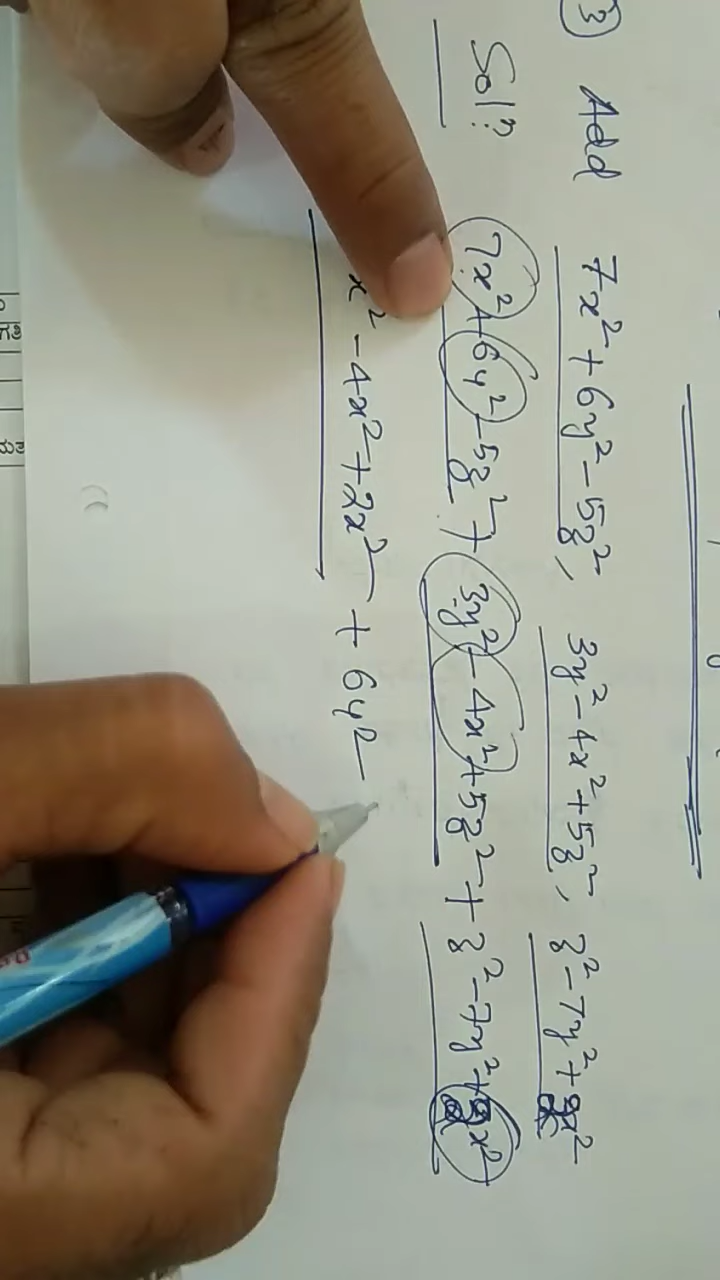 ③ Add 7x² + 6y² - 5z², 3y² - 4x² + 5z², z² - 7y² + 2x²
Solⁿ 7x² + 6y² - 5z² + 3y² - 4x² + 5z² + z² - 7y² + 2x²
x² - 4x² + 2x² + 6y²